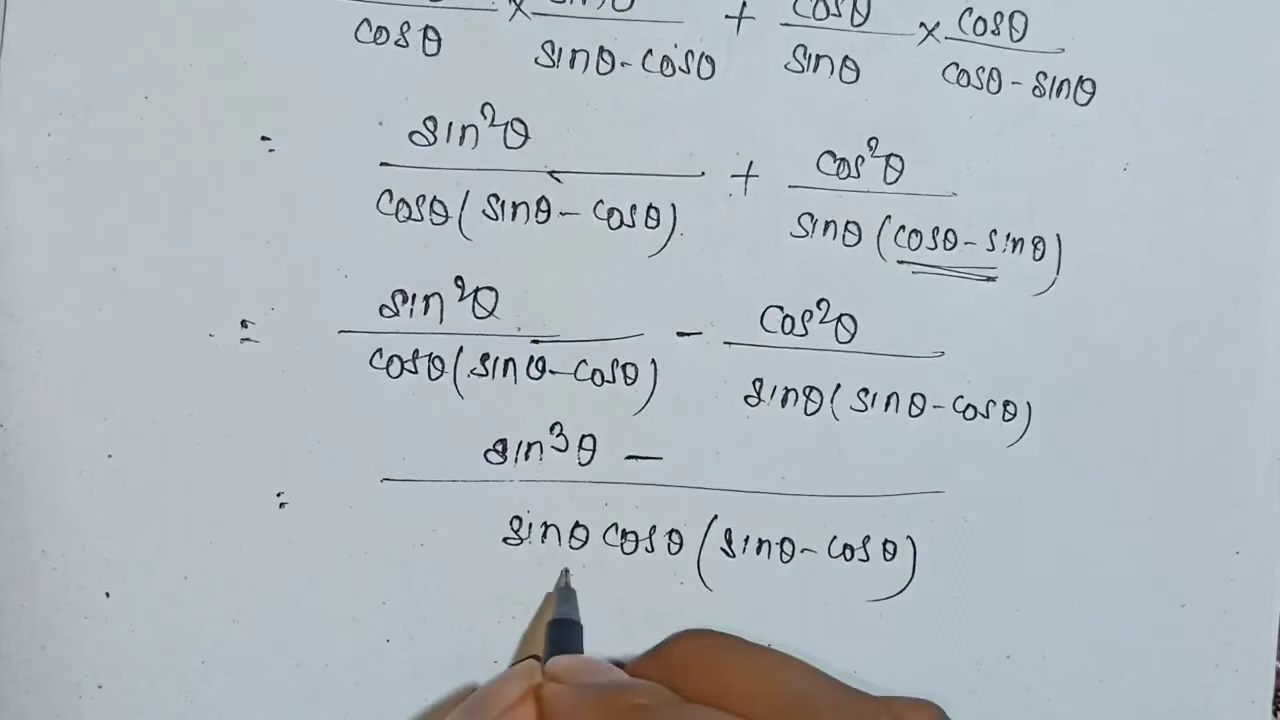 cosθ × sinθ-cosθ + cosθ sinθ × cosθ cosθ-sinθ
= sin²θ / cosθ(sinθ-cosθ) + cos²θ / sinθ(cosθ-sinθ)
= sin²θ / cosθ(sinθ-cosθ) - cos²θ / sinθ(sinθ-cosθ)
= sin³θ - / sinθ cosθ (sinθ-cosθ)